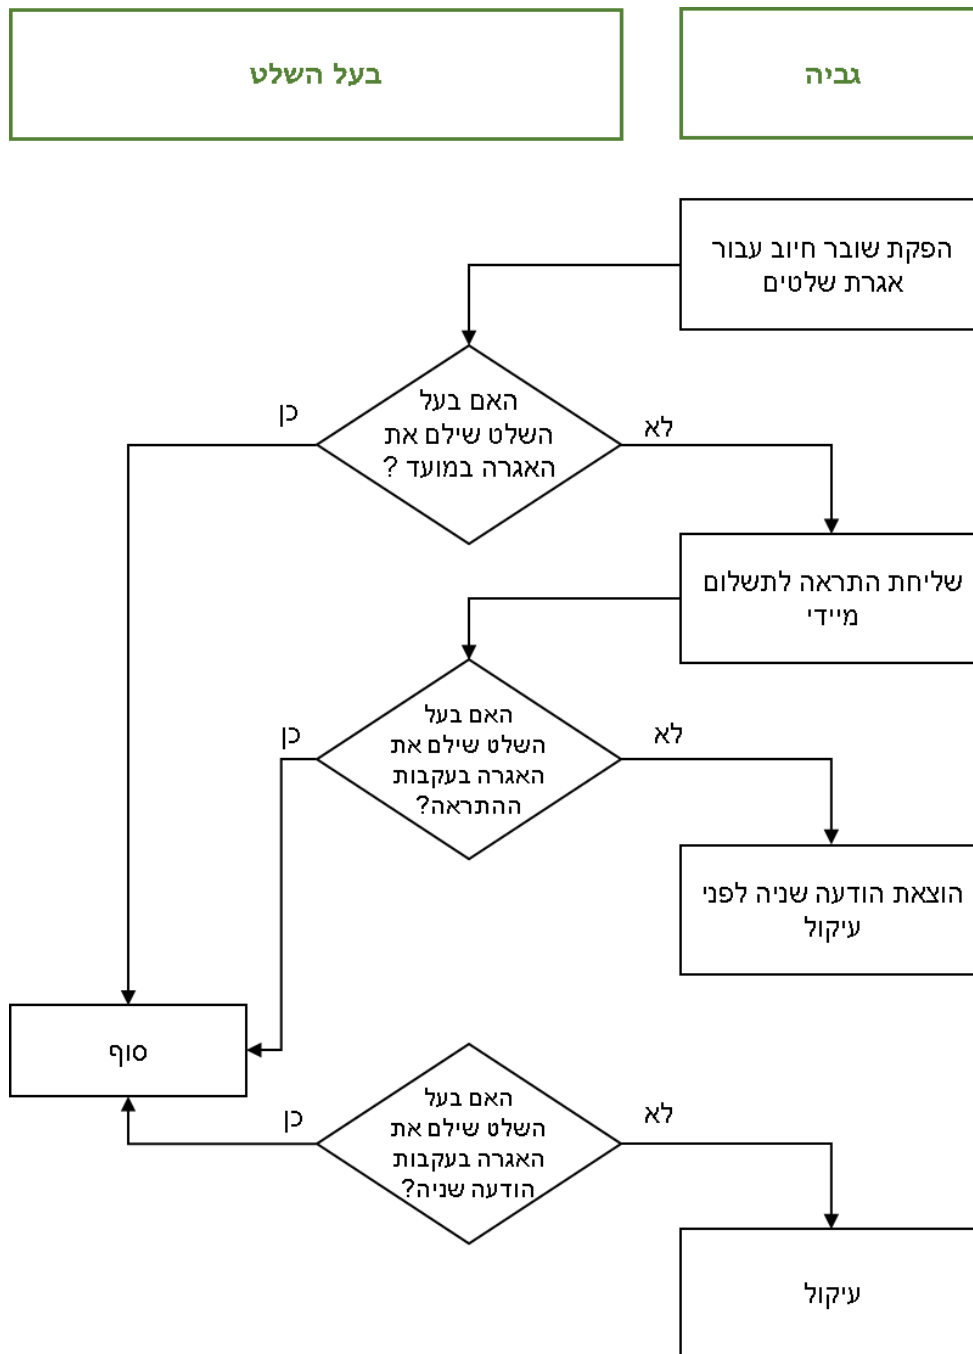 גביה
בעל השלט
הפקת שובר חיוב עבור
אגרת שלטים
האם בעל
השלט שילם את
האגרה במועד ?
כן
לא
שליחת התראה לתשלום
מיידי
האם בעל
השלט שילם את
האגרה בעקבות
ההתראה?
כן
לא
הוצאת הודעה שניה לפני
עיקול
סוף
האם בעל
השלט שילם את
האגרה בעקבות
הודעה שניה?
כן
לא
עיקול